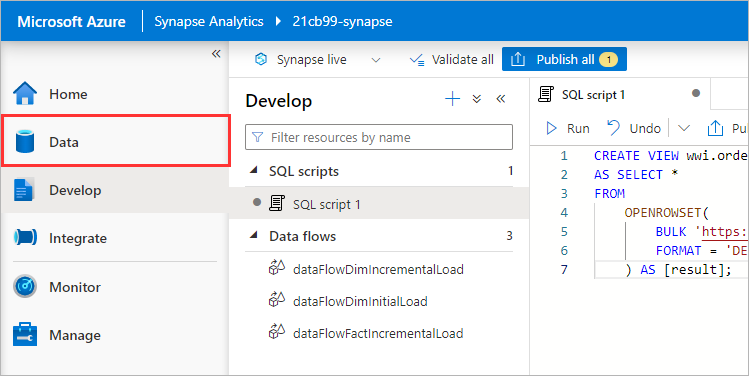 Microsoft Azure Synapse Analytics 21cb99-synapse
Synapse live Validate all Publish all 1
Home
Data
Develop
Integrate
Monitor
Manage
Develop
Filter resources by name
SQL scripts 1
SQL script 1
Data flows 3
dataFlowDimIncrementalLoad
dataFlowDimInitialLoad
dataFlowFactIncrementalLoad
SQL script 1
Run Undo Pu
1 CREATE VIEW wwi.orde
2 AS SELECT *
3 FROM
4 OPENROWSET(
5 BULK 'https:
6 FORMAT = 'DE
7 ) AS [result];